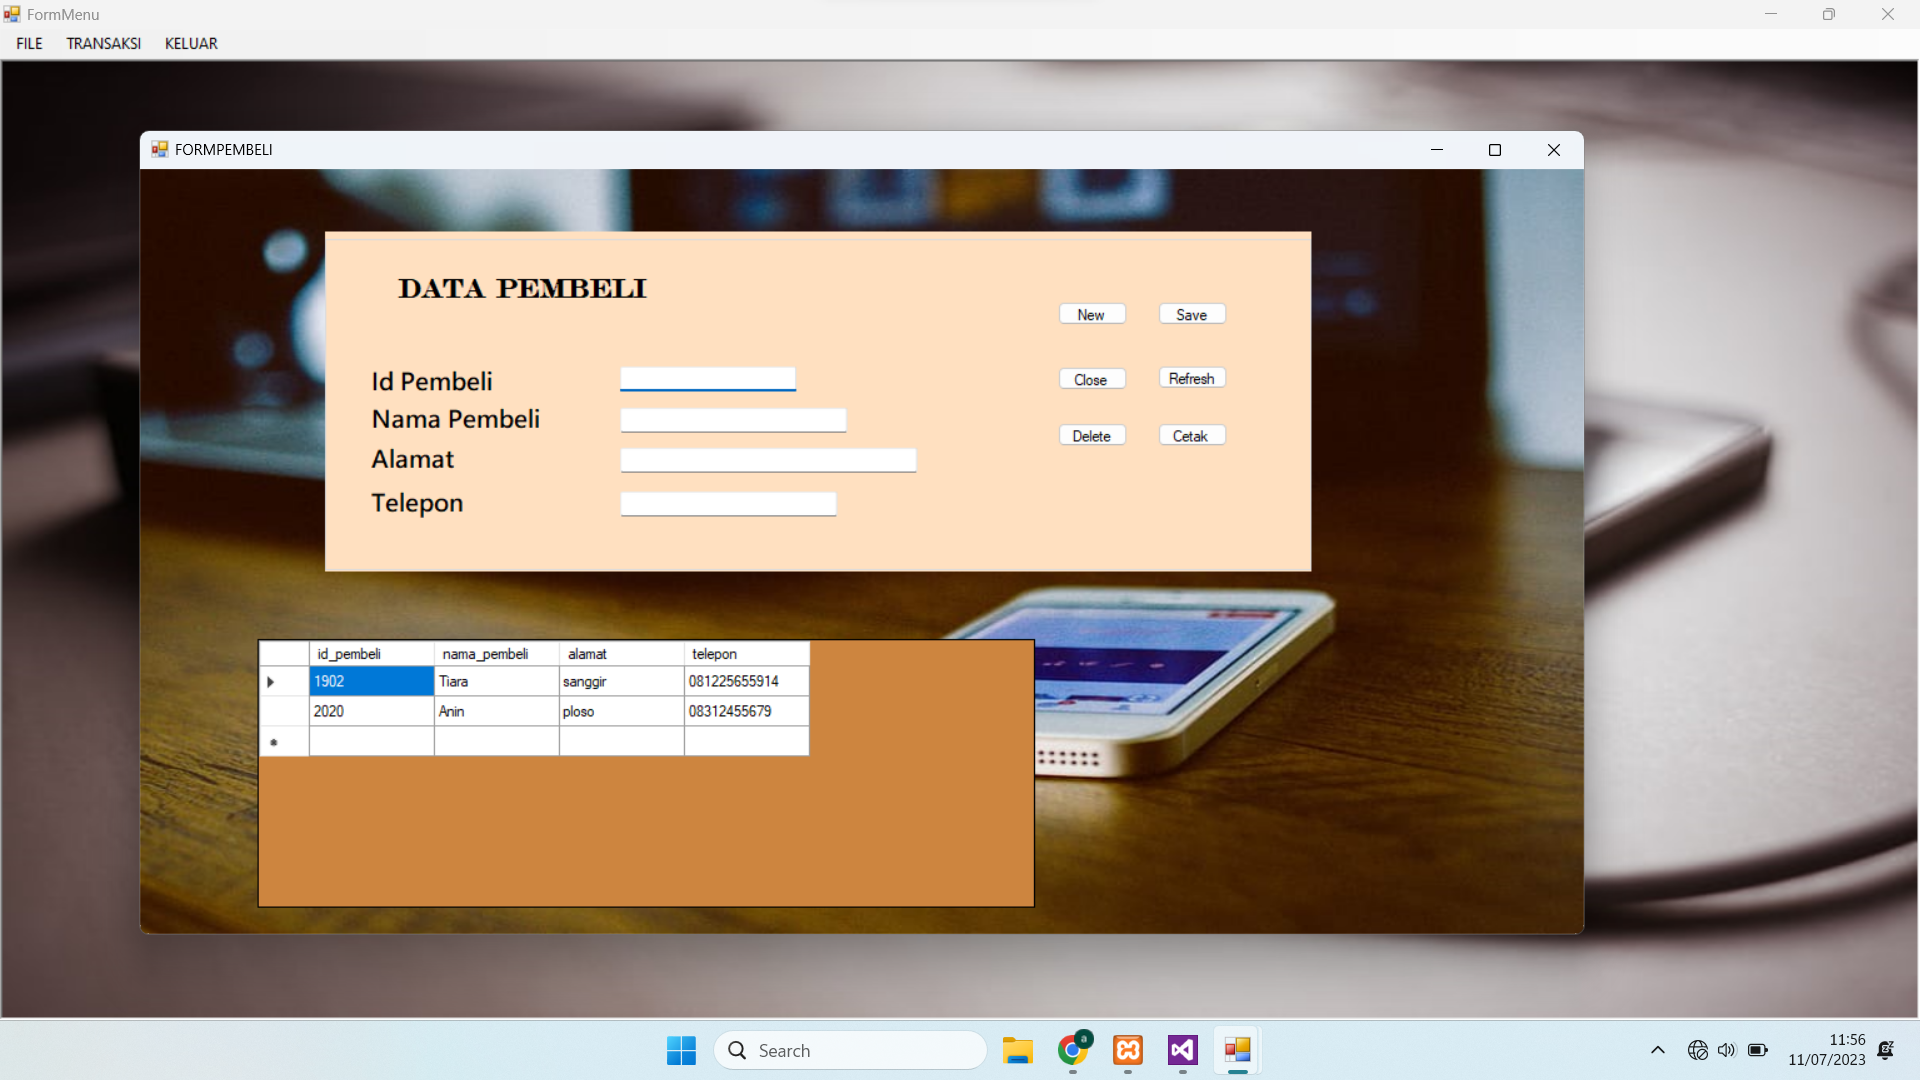 FormMenu
FILE TRANSAKSI KELUAR
FORMPEMBELI
DATA PEMBELI
New Save
Id Pembeli
Close Refresh
Nama Pembeli
Delete Cetak
Alamat
Telepon
id_pembeli nama_pembeli alamat telepon
1902 Tiara sanggir 081225655914
2020 Anin ploso 08312455679
Search
a
11:56
11/07/2023